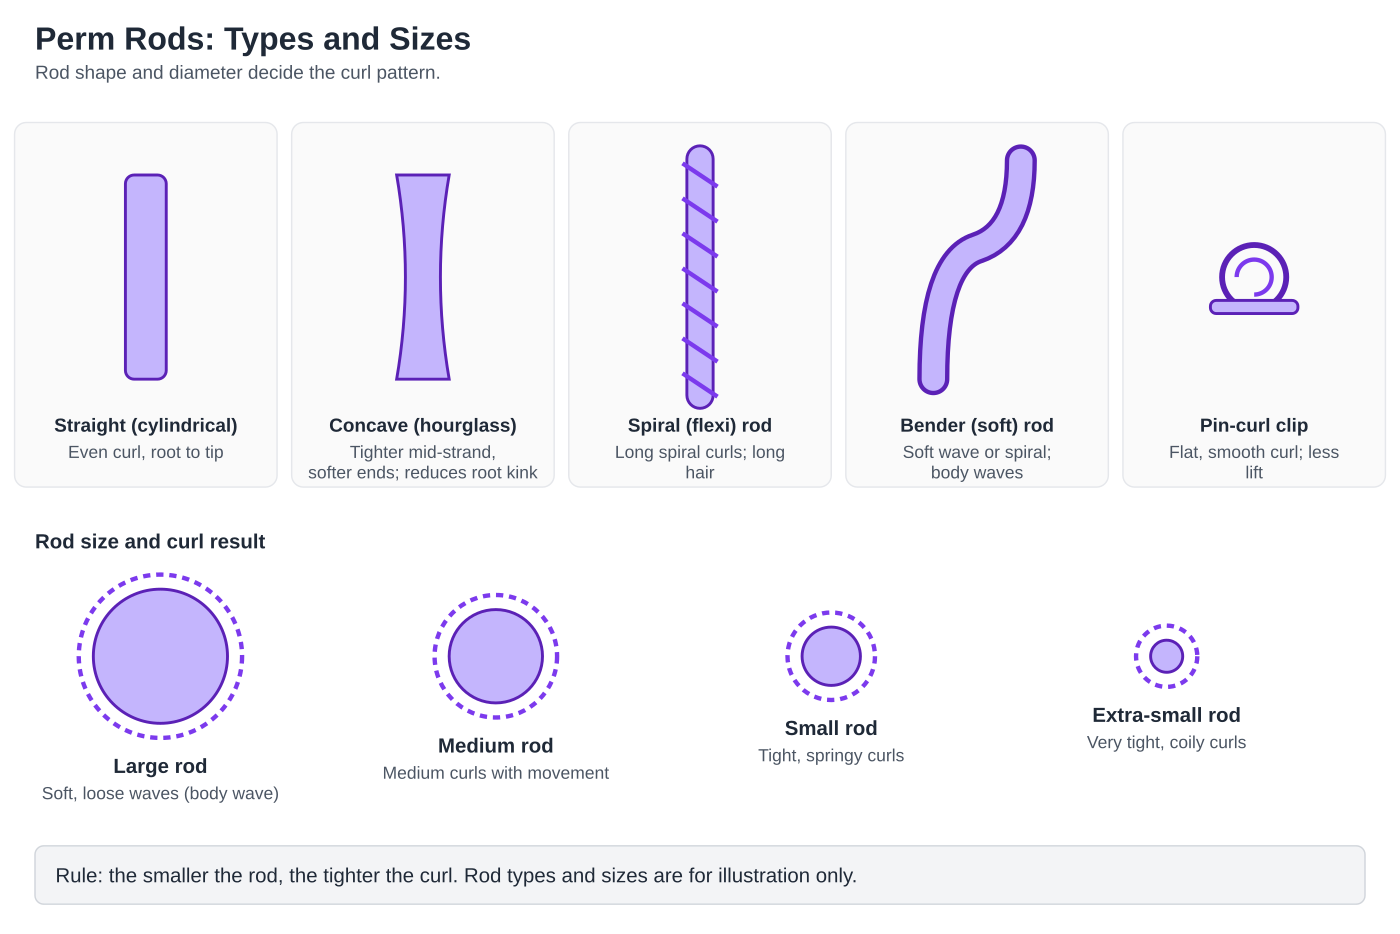 Perm Rods: Types and Sizes
Rod shape and diameter decide the curl pattern.
Straight (cylindrical)
Even curl, root to tip
Concave (hourglass)
Tighter mid-strand,
softer ends; reduces root kink
Spiral (flexi) rod
Long spiral curls; long
hair
Bender (soft) rod
Soft wave or spiral;
body waves
Pin-curl clip
Flat, smooth curl; less
lift
Rod size and curl result
Large rod
Soft, loose waves (body wave)
Medium rod
Medium curls with movement
Small rod
Tight, springy curls
Extra-small rod
Very tight, coily curls
Rule: the smaller the rod, the tighter the curl. Rod types and sizes are for illustration only.